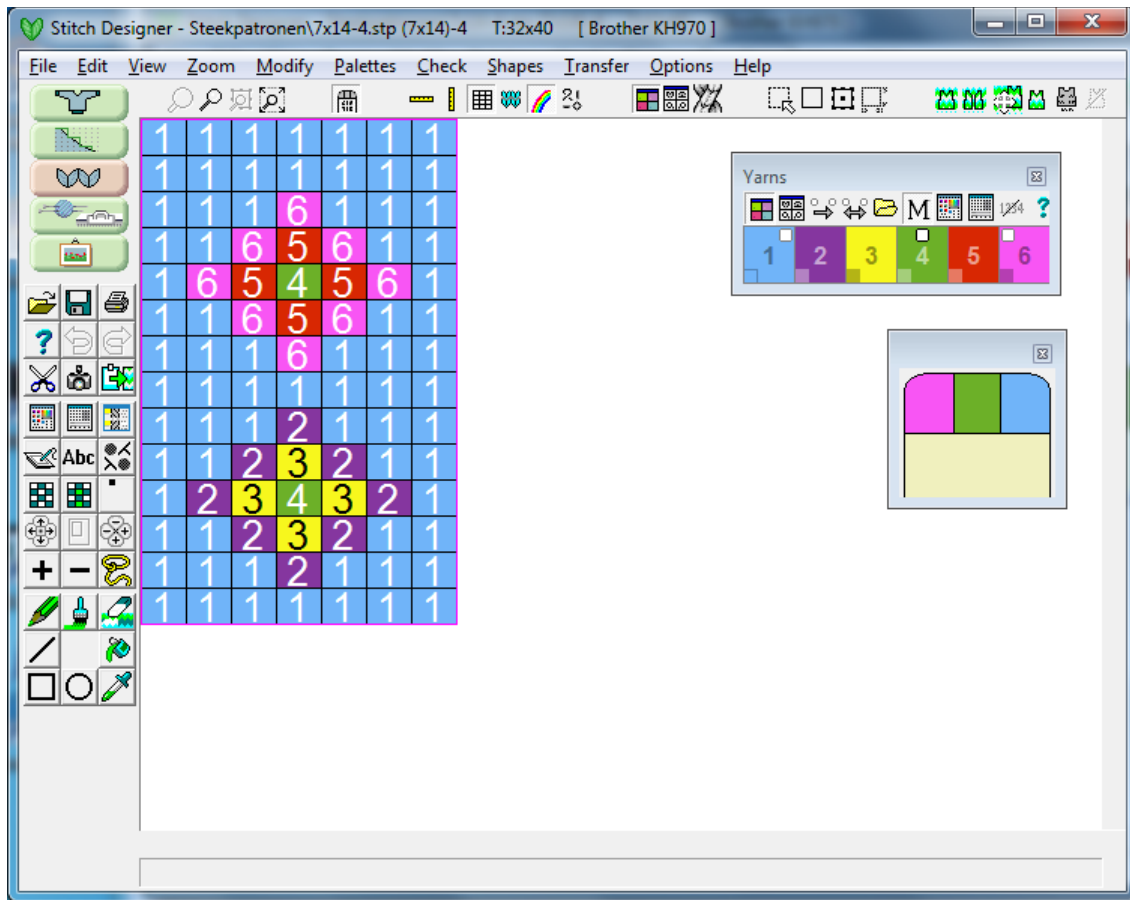 Stitch Designer - Steekpatronen\7x14-4.stp (7x14)-4 T:32x40 [ Brother KH970 ]
File Edit View Zoom Modify Palettes Check Shapes Transfer Options Help
1 1 1 1 1 1 1
1 1 1 1 1 1 1
1 1 1 6 1 1 1
1 1 6 5 6 1 1
1 6 5 4 5 6 1
1 1 6 5 6 1 1
1 1 1 6 1 1 1
1 1 1 1 1 1 1
1 1 1 2 1 1 1
1 1 2 3 2 1 1
1 2 3 4 3 2 1
1 1 2 3 2 1 1
1 1 1 2 1 1 1
1 1 1 1 1 1 1
Yarns
M 1234 ?
1 2 3 4 5 6
?
Abc